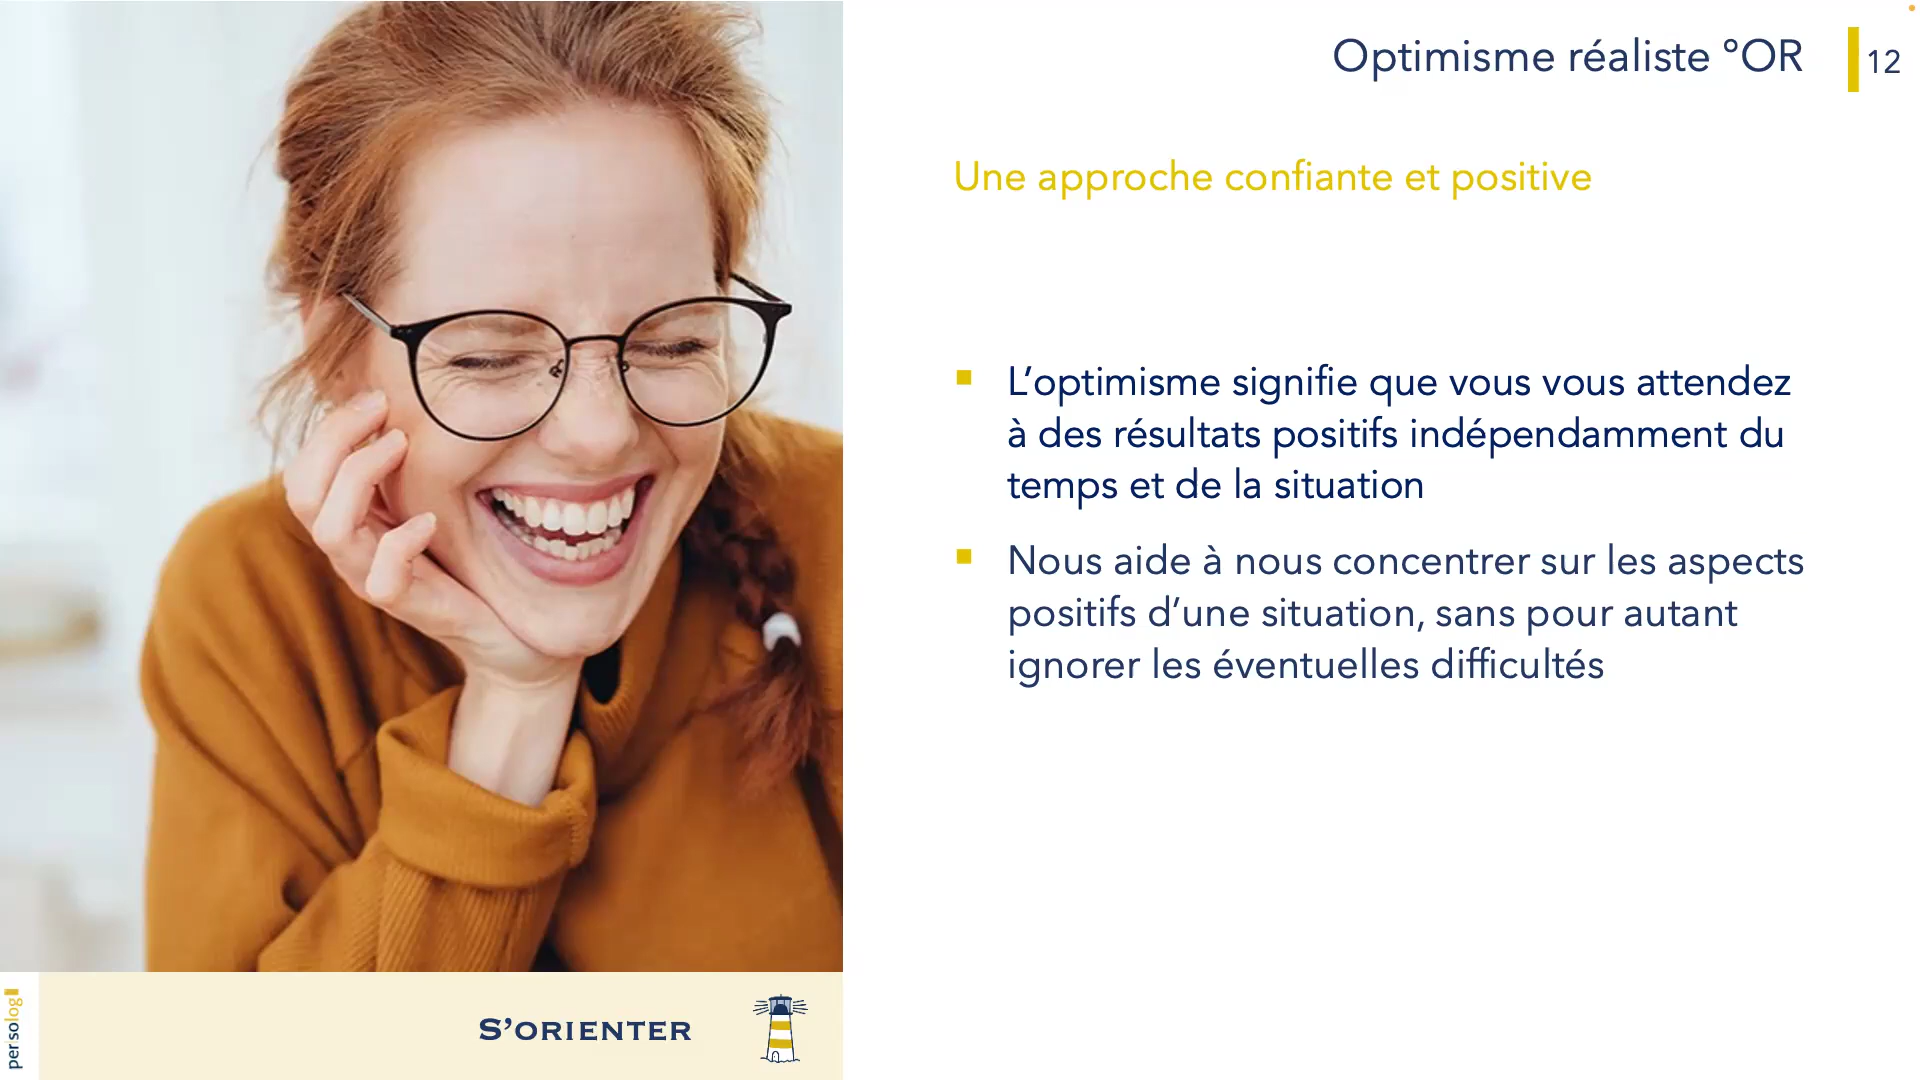 Optimisme réaliste °OR
12
Une approche confiante et positive
L’optimisme signifie que vous vous attendez
à des résultats positifs indépendamment du
temps et de la situation
Nous aide à nous concentrer sur les aspects
positifs d’une situation, sans pour autant
ignorer les éventuelles difficultés
S’ORIENTER
persolog